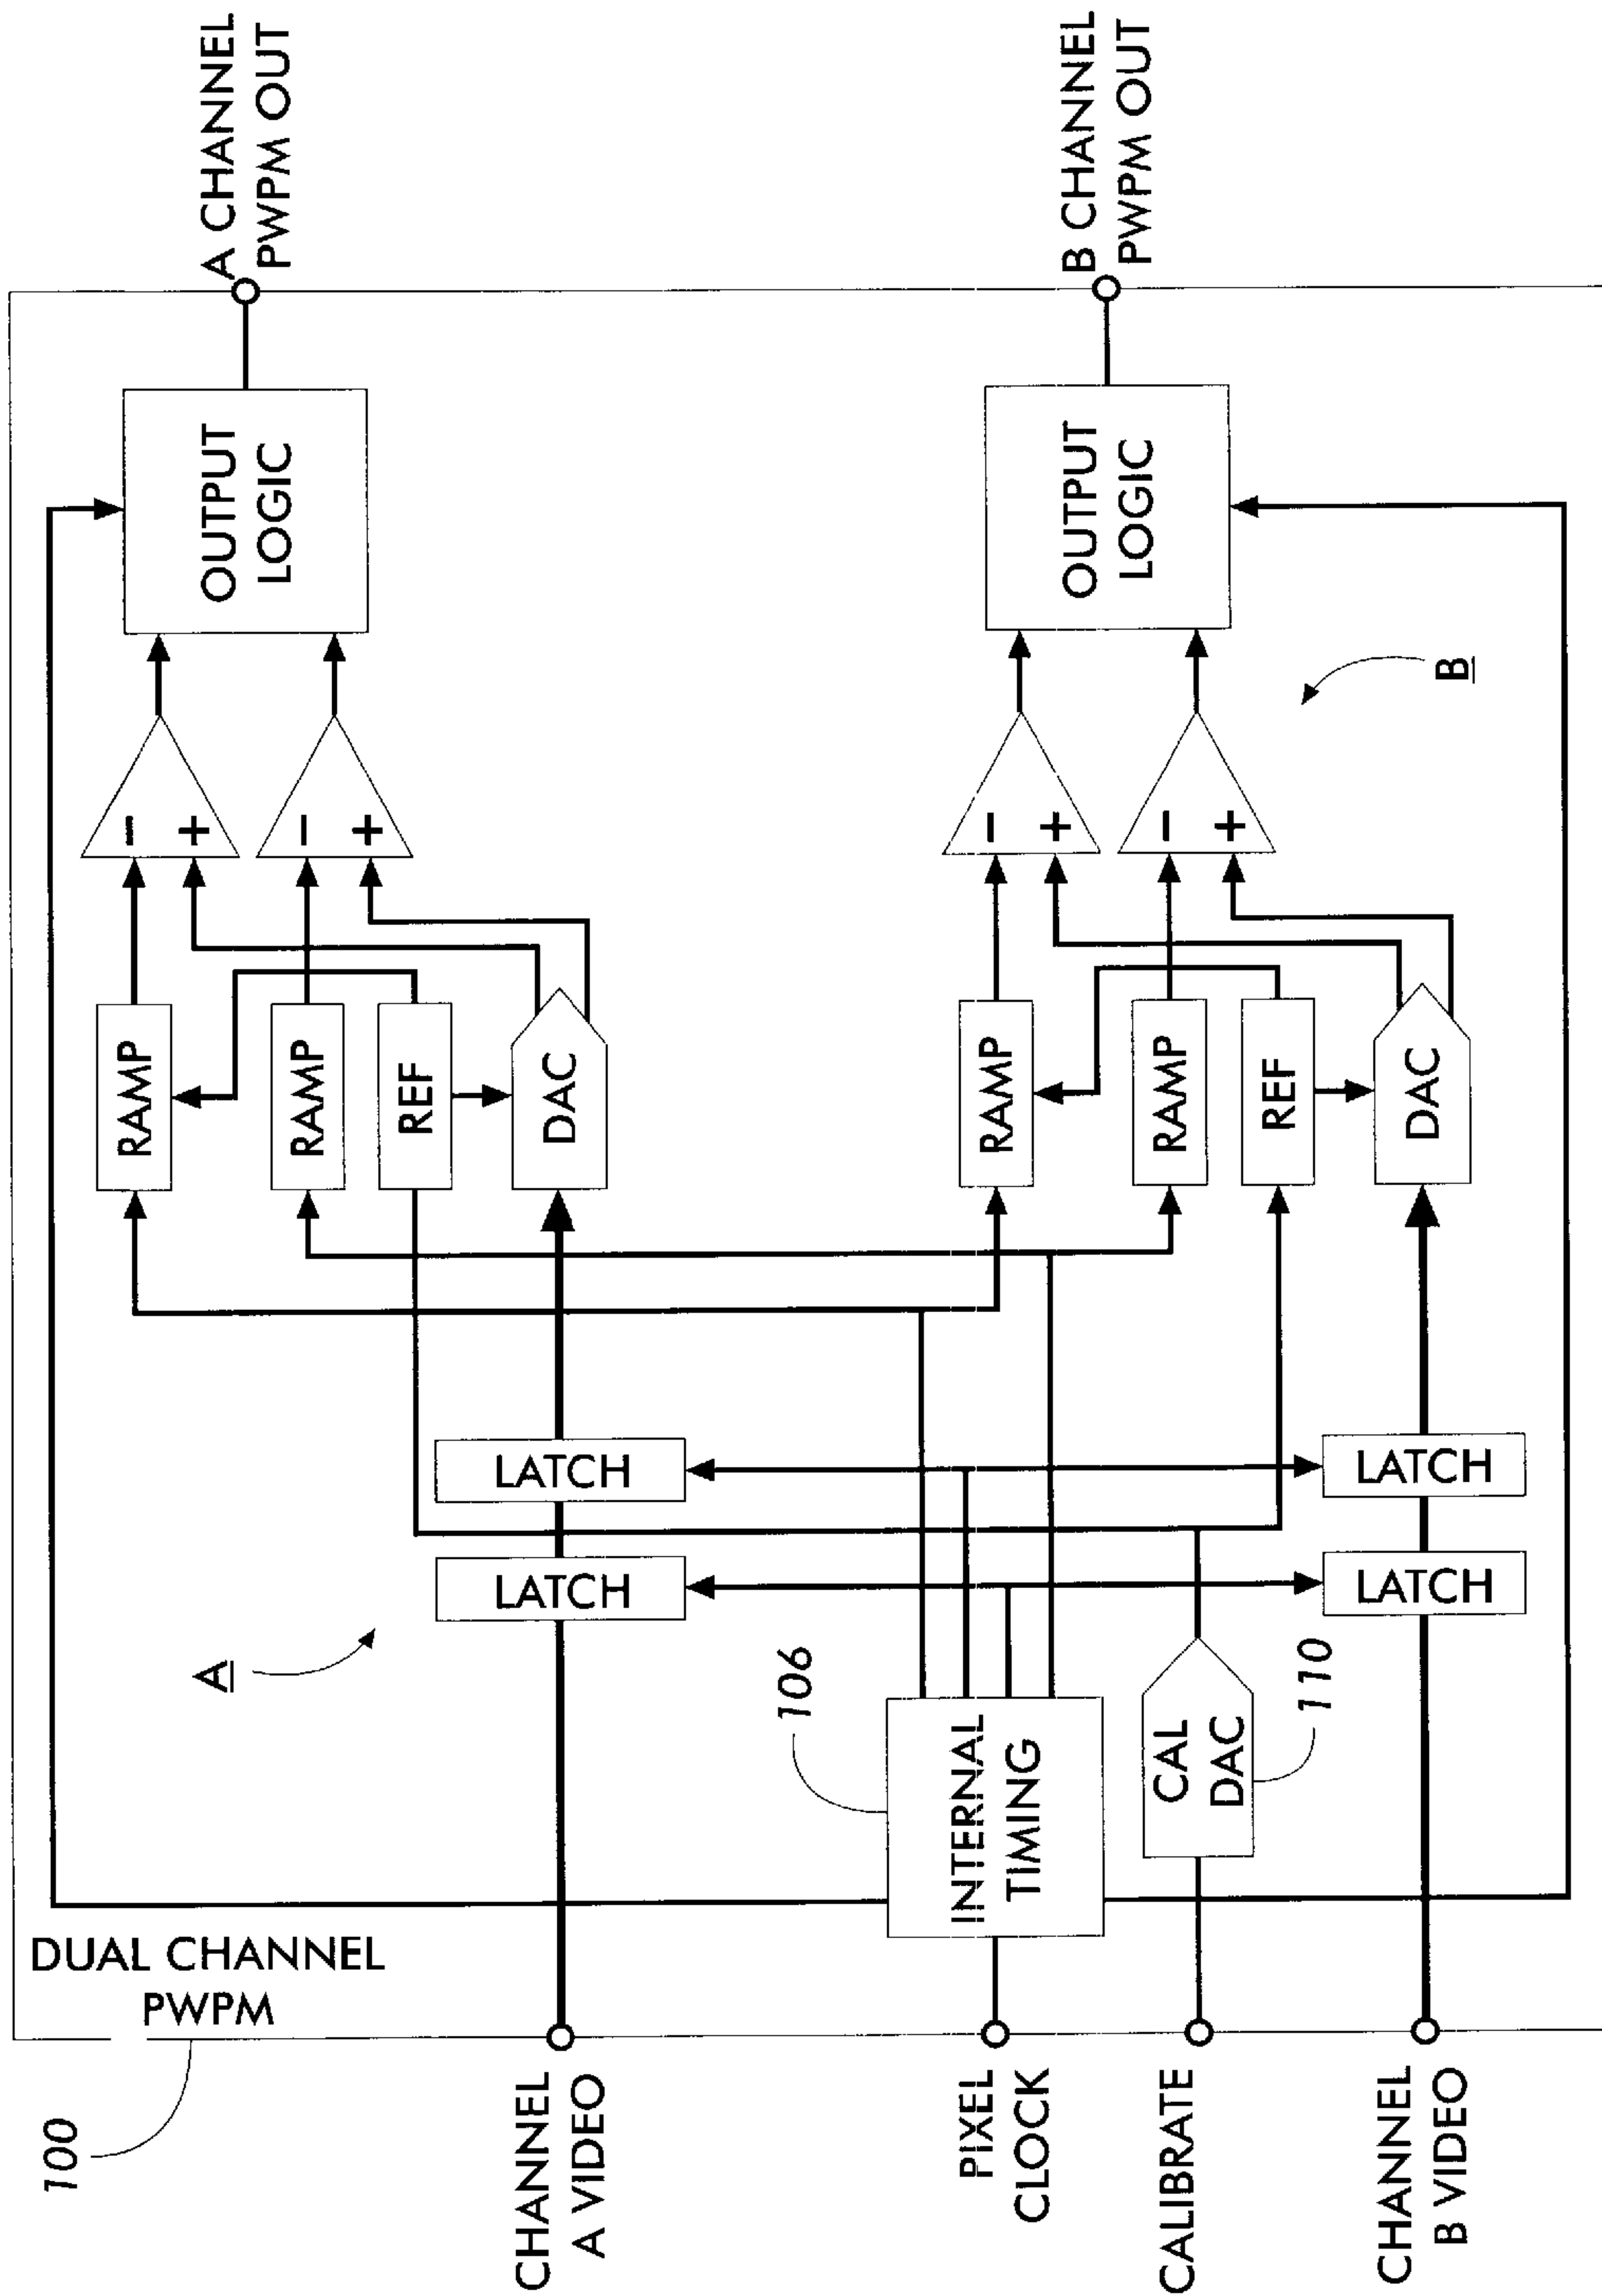 DUAL CHANNEL
PWPM
100
A
CHANNEL
A VIDEO
LATCH
LATCH
RAMP
RAMP
REF
DAC
-
+
-
+
OUTPUT
LOGIC
A CHANNEL
PWPM OUT
PIXEL
CLOCK
INTERNAL
TIMING
106
CALIBRATE
CAL
DAC
110
CHANNEL
B VIDEO
LATCH
LATCH
RAMP
RAMP
REF
DAC
-
+
-
+
B
OUTPUT
LOGIC
B CHANNEL
PWPM OUT